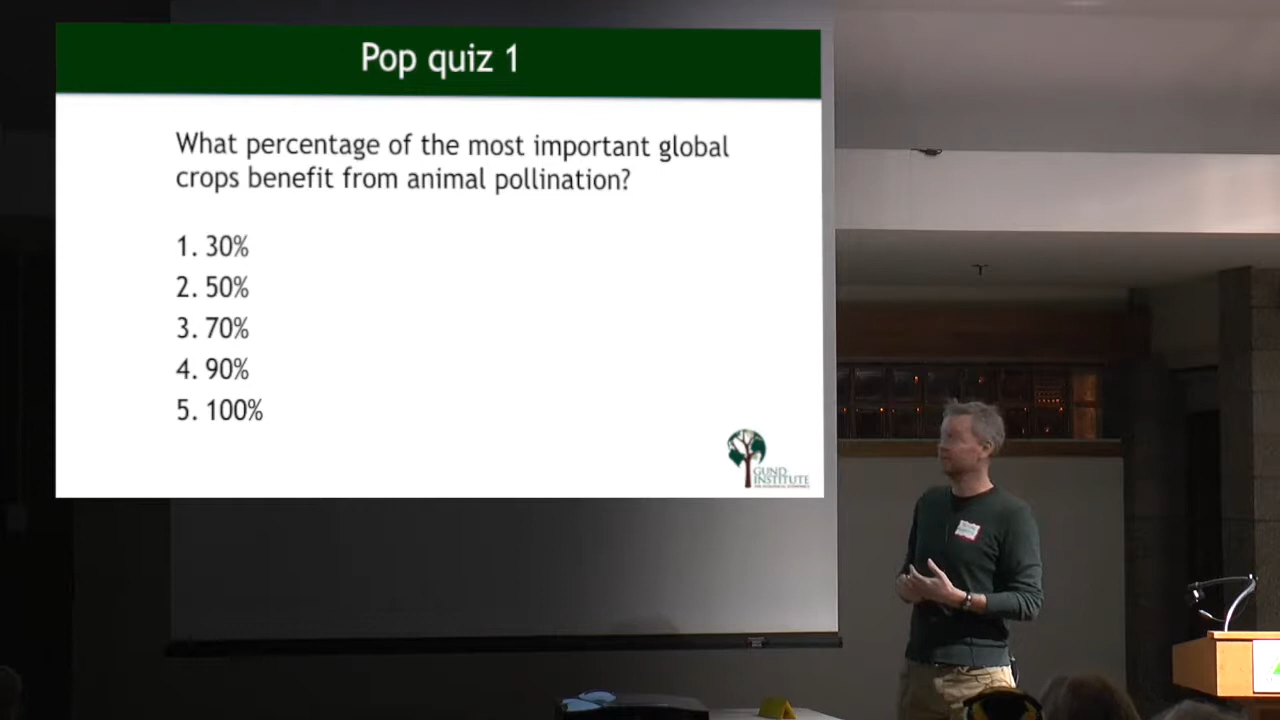 Pop quiz 1
What percentage of the most important global
crops benefit from animal pollination?
1. 30%
2. 50%
3. 70%
4. 90%
5. 100%
GUND
INSTITUTE